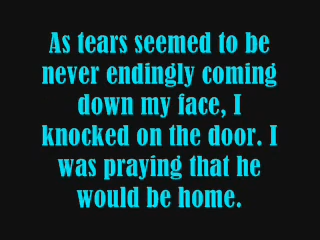 As tears seemed to be
never endingly coming
down my face, I
knocked on the door. I
was praying that he
would be home.